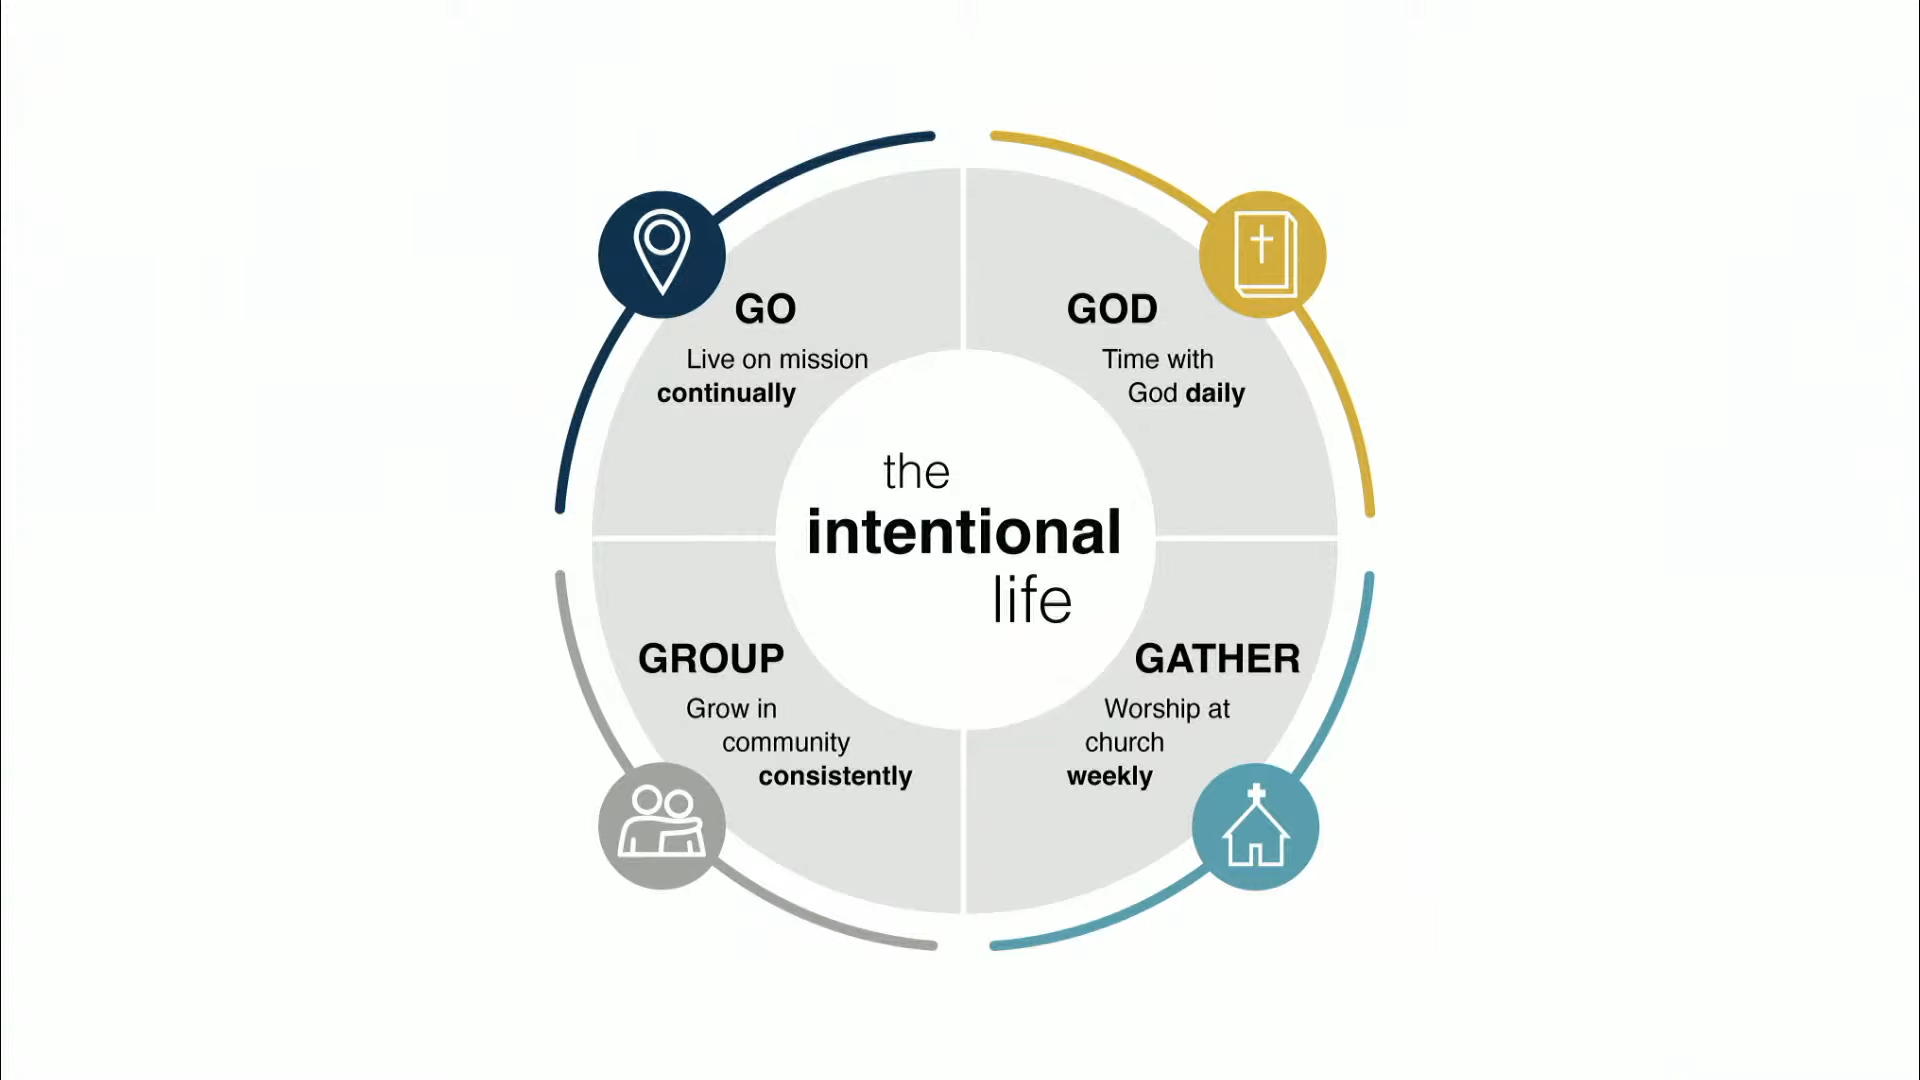 GO
Live on mission
continually
GOD
Time with
God daily
the
intentional
life
GROUP
Grow in
community
consistently
GATHER
Worship at
church
weekly